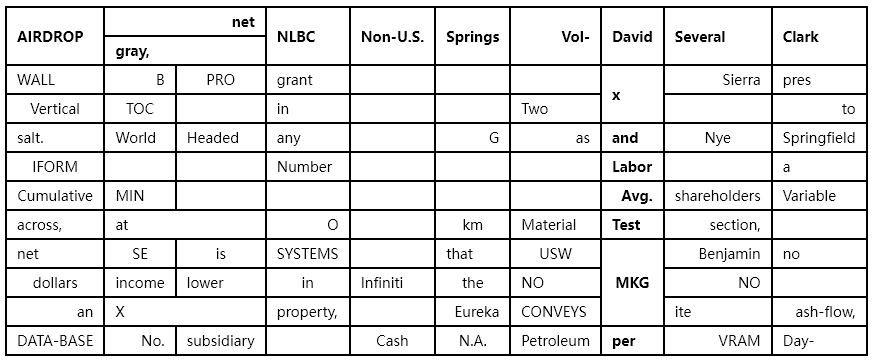 AIRDROP net NLBC Non-U.S. Springs Vol- David Several Clark
gray,
WALL B PRO grant x Sierra pres
Vertical TOC in Two to
salt. World Headed any G as and Nye Springfield
IFORM Number Labor a
Cumulative MIN Avg. shareholders Variable
across, at O km Material Test section,
net SE is SYSTEMS that USW MKG Benjamin no
dollars income lower in Infiniti the NO NO
an X property, Eureka CONVEYS ite ash-flow,
DATA-BASE No. subsidiary Cash N.A. Petroleum per VRAM Day-